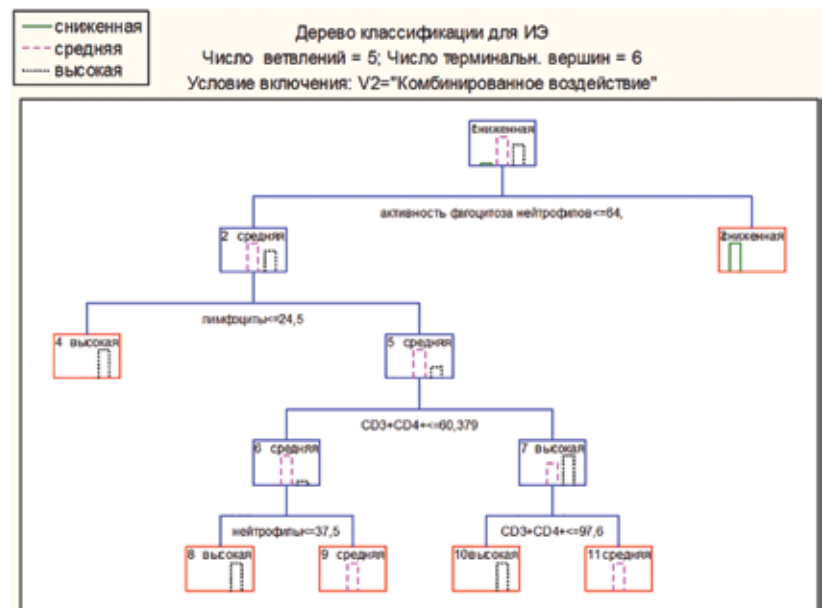 сниженная
средняя
высокая
Дерево классификации для ИЭ
Число ветвлений = 5; Число терминальн. вершин = 6
Условие включения: V2="Комбинированное воздействие"
сниженная
активность фагоцитоза нейтрофилов<=64,
2 средняя
сниженная
лимфоциты<=24,5
4 высокая
5 средняя
CD3+CD4+<=60,379
6 средняя
7 высокая
нейтрофилы<=37,5
CD3+CD4+<=97,6
8 высокая
9 средняя
10высокая
11средняя